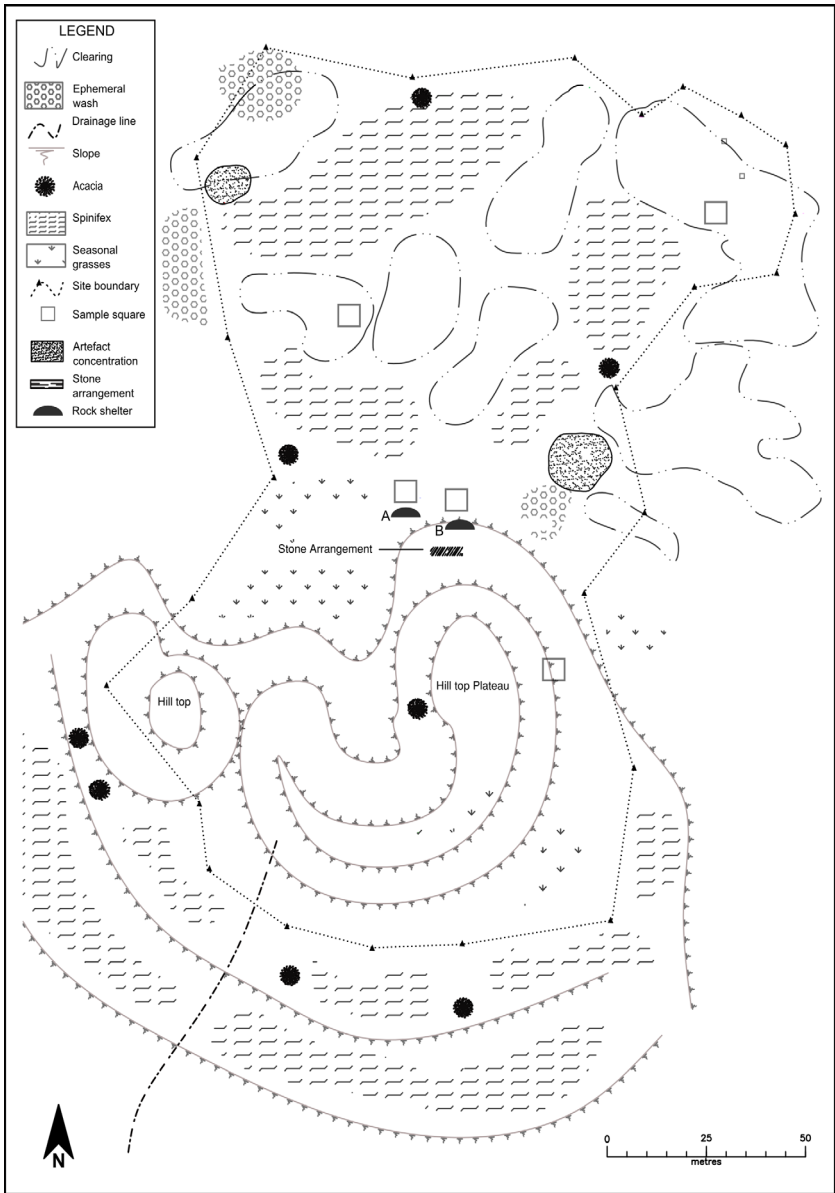 LEGEND
Clearing
Ephemeral
wash
Drainage line
Slope
Acacia
Spinifex
Seasonal
grasses
Site boundary
Sample square
Artefact
concentration
Stone
arrangement
Rock shelter
A
B
Stone Arrangement
Hill top Plateau
Hill top
N
0 25 50
metres